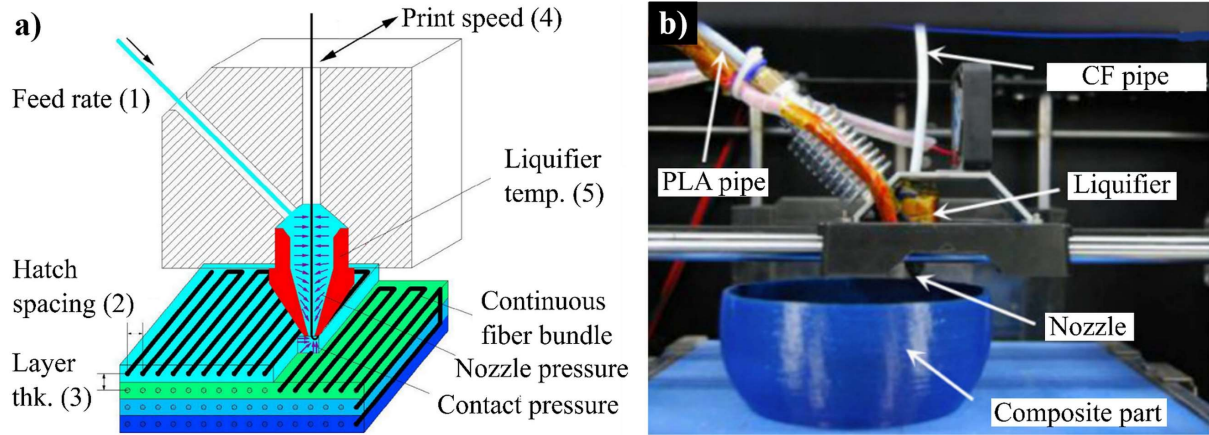 a)
Print speed (4)
Feed rate (1)
Liquifier
temp. (5)
Hatch
spacing (2)
Continuous
fiber bundle
Layer
thk. (3)
Nozzle pressure
Contact pressure
b)
CF pipe
PLA pipe
Liquifier
Nozzle
Composite part